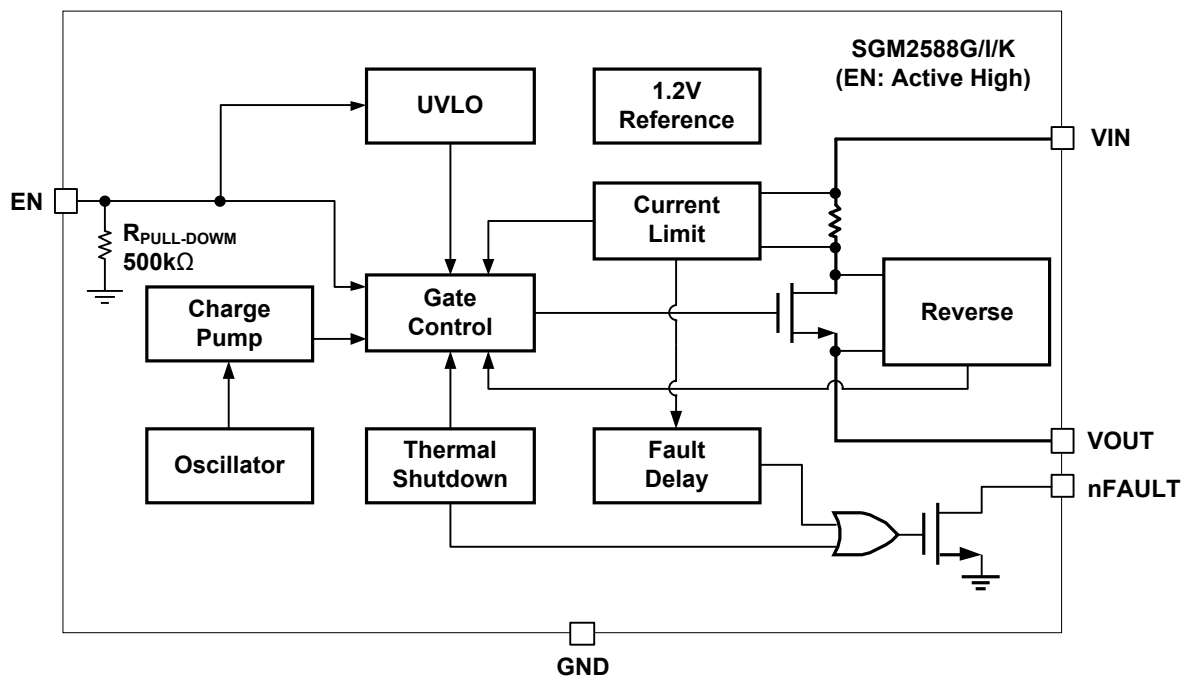 SGM2588G/I/K
(EN: Active High)
UVLO
1.2V
Reference
VIN
EN
RPULL-DOWM
500kΩ
Current
Limit
Charge
Pump
Gate
Control
Reverse
Oscillator
Thermal
Shutdown
Fault
Delay
VOUT
nFAULT
GND